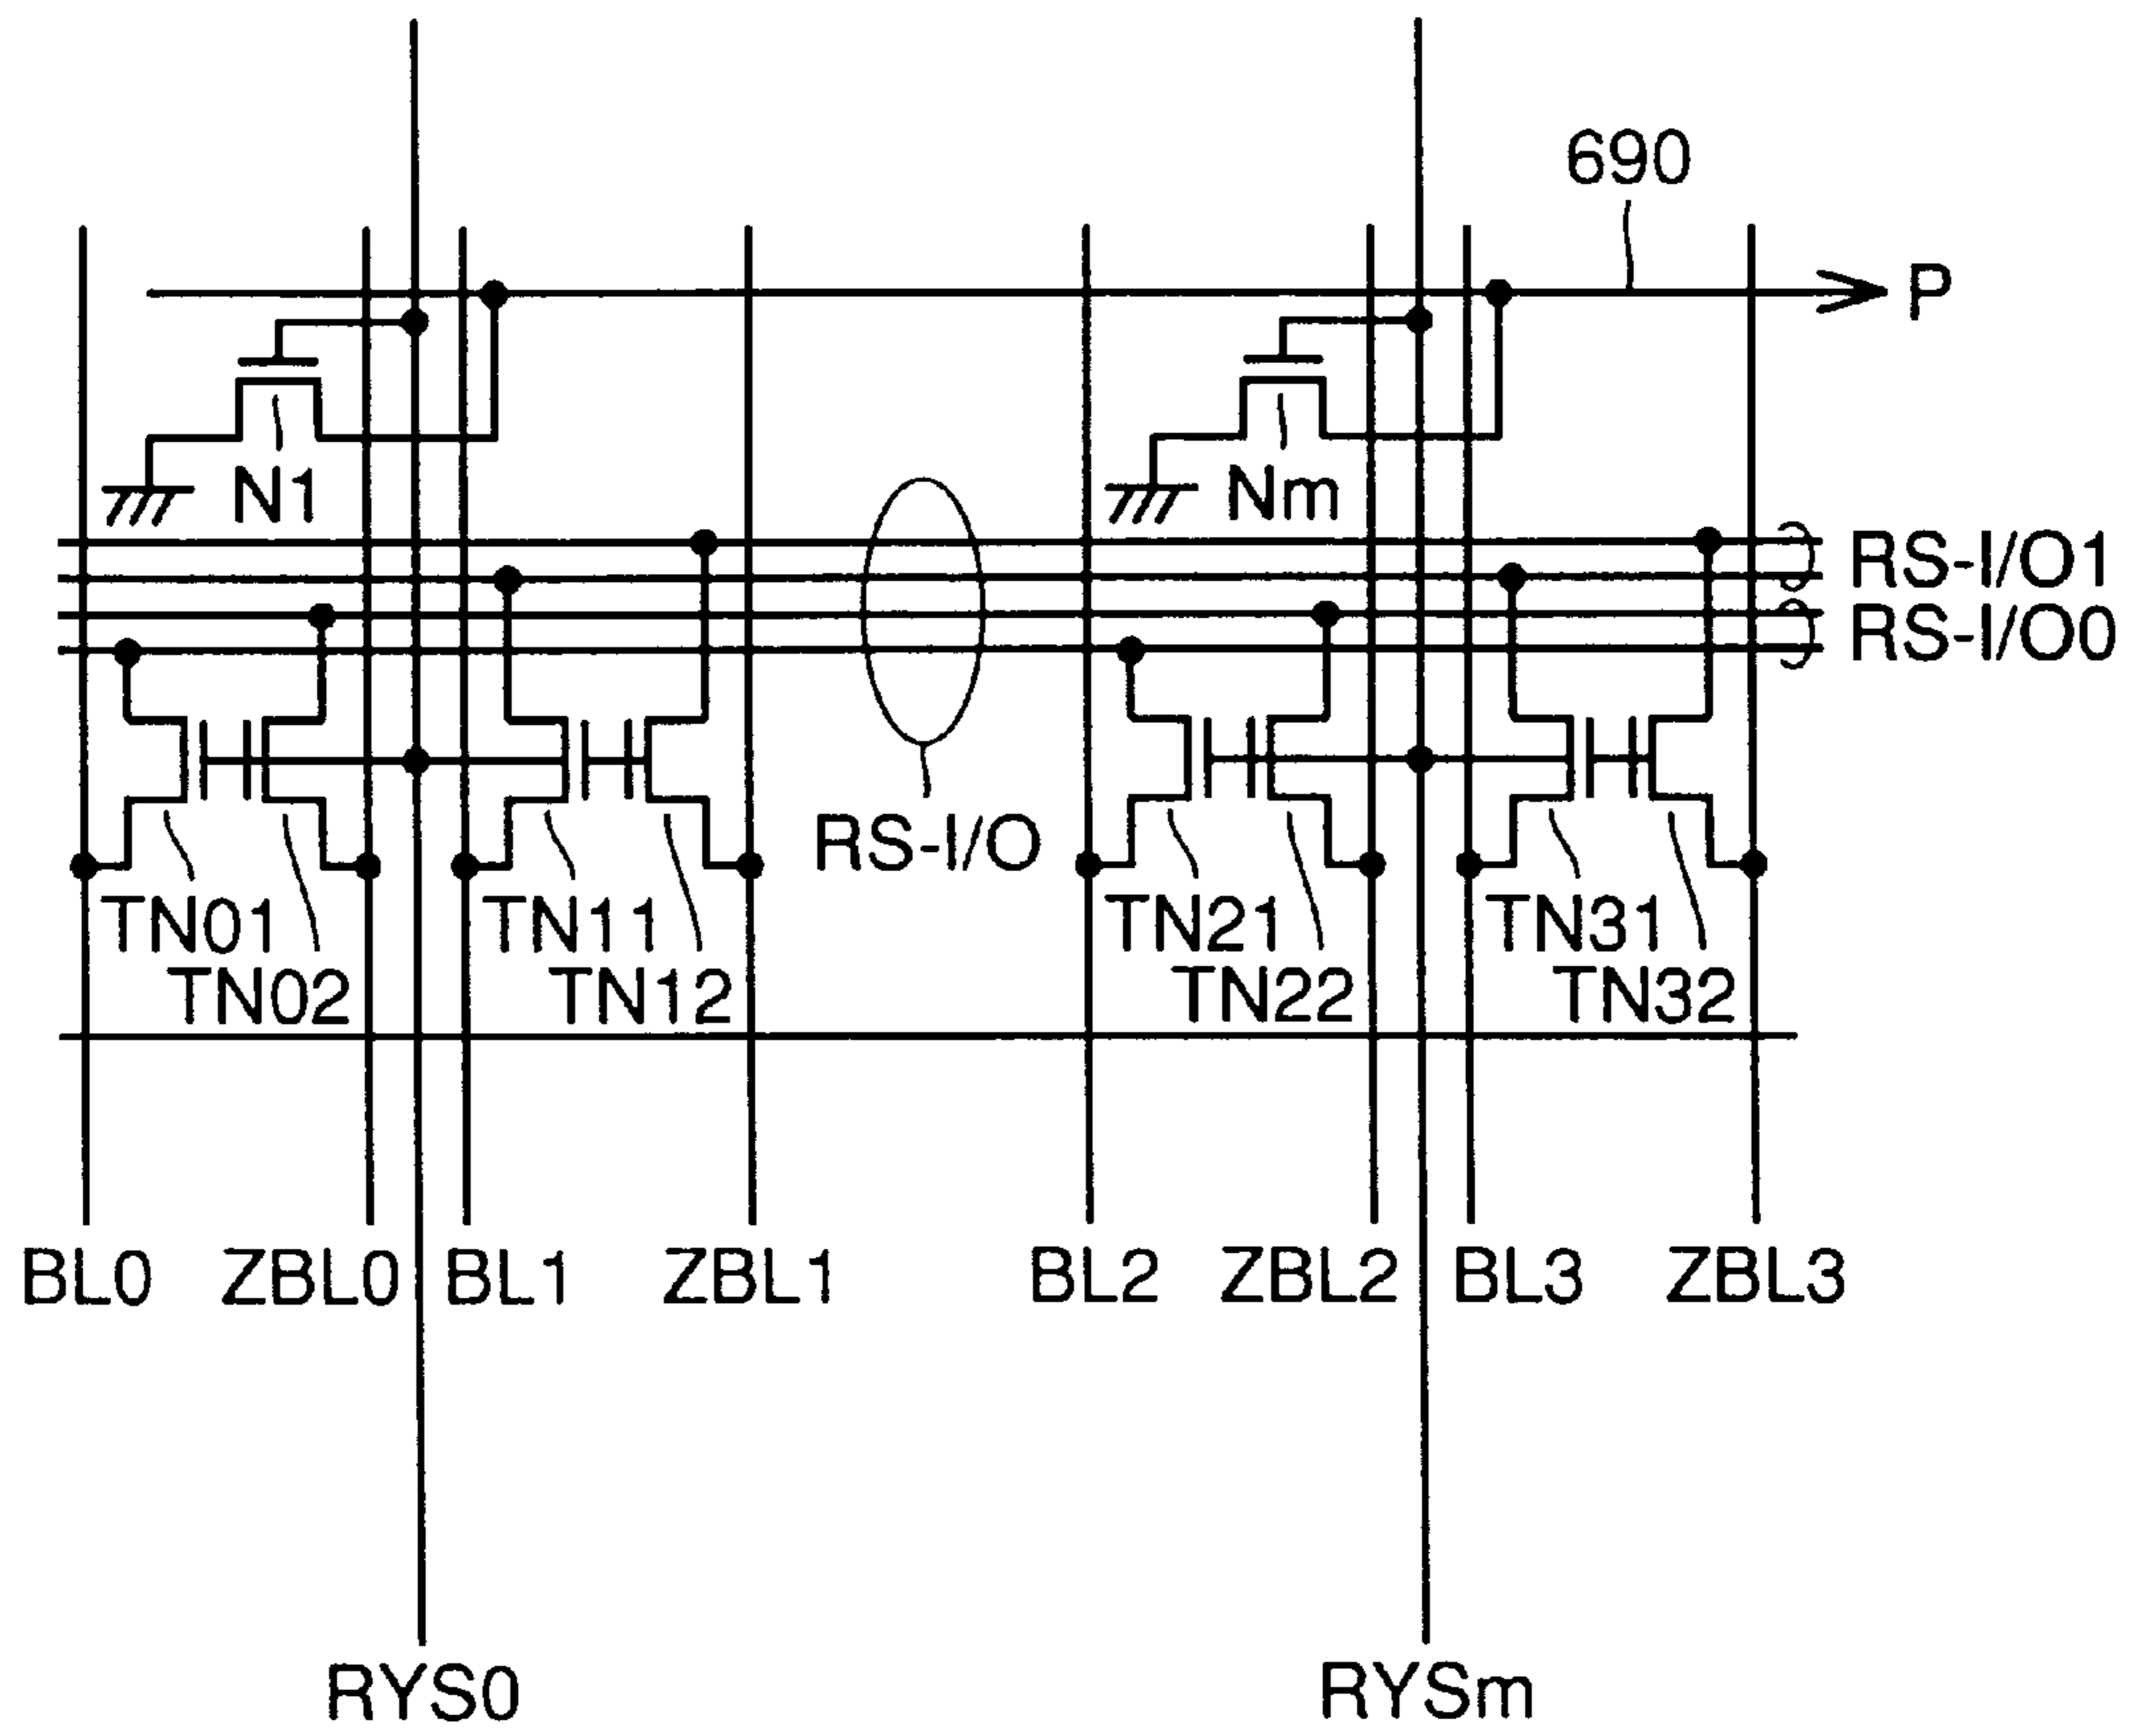 690
P
N1
Nm
RS-I/O1
RS-I/O0
RS-I/O
TN01
TN11
TN21
TN31
TN02
TN12
TN22
TN32
BL0 ZBL0 BL1 ZBL1 BL2 ZBL2 BL3 ZBL3
RYS0 RYSm